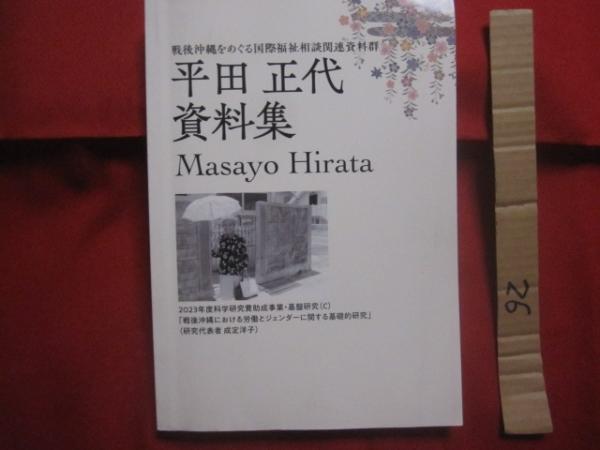 戦後沖縄をめぐる国際福祉相談関連資料群
平田 正代
資料集
Masayo Hirata
2023年度科学研究費助成事業・基盤研究(C)
「戦後沖縄における労働とジェンダーに関する基礎的研究」
(研究代表者 成定洋子)
26